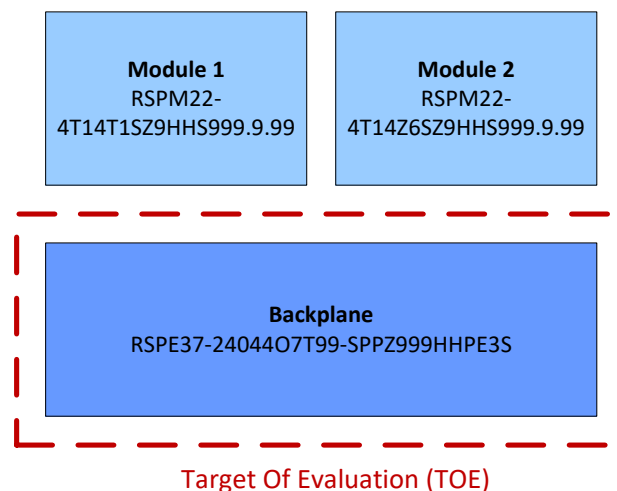 Module 1
RSPM22-
4T14T1SZ9HHS999.9.99
Module 2
RSPM22-
4T14Z6SZ9HHS999.9.99
Backplane
RSPE37-24044O7T99-SPPZ999HHPE3S
Target Of Evaluation (TOE)